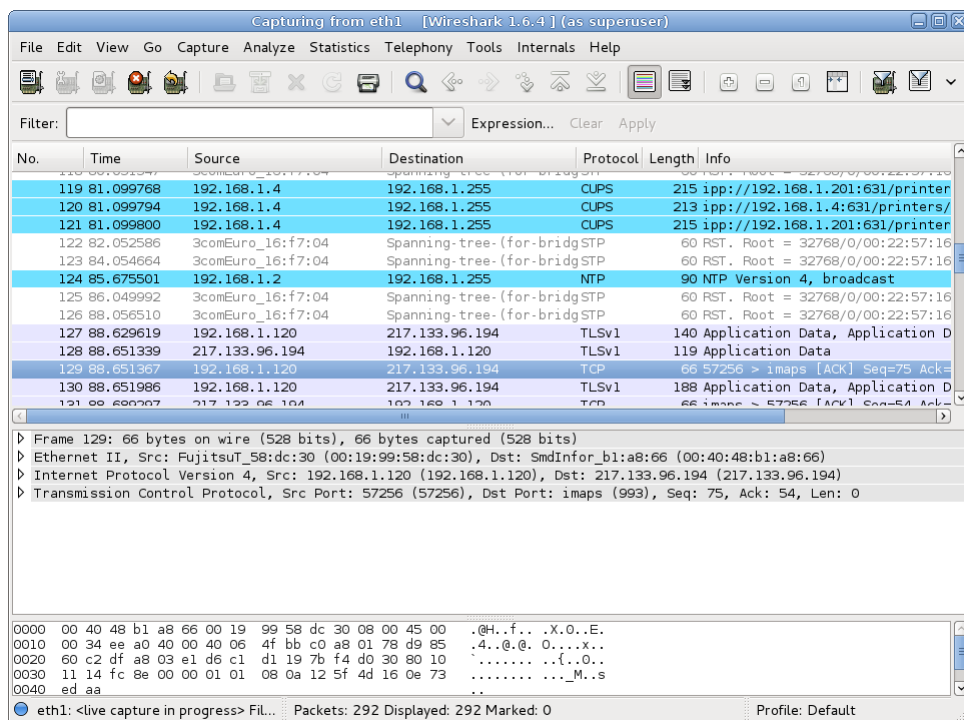 Capturing from eth1 [Wireshark 1.6.4 ] (as superuser)
File Edit View Go Capture Analyze Statistics Telephony Tools Internals Help
Filter: Expression... Clear Apply
No. Time Source Destination Protocol Length Info
119 81.099768 192.168.1.4 192.168.1.255 CUPS 215 ipp://192.168.1.201:631/printer
120 81.099794 192.168.1.4 192.168.1.255 CUPS 213 ipp://192.168.1.4:631/printers/
121 81.099800 192.168.1.4 192.168.1.255 CUPS 215 ipp://192.168.1.201:631/printer
122 82.052586 3comEuro_16:f7:04 Spanning-tree-(for-bridg STP 60 RST. Root = 32768/0/00:22:57:16
123 84.054664 3comEuro_16:f7:04 Spanning-tree-(for-bridg STP 60 RST. Root = 32768/0/00:22:57:16
124 85.675501 192.168.1.2 192.168.1.255 NTP 90 NTP Version 4, broadcast
125 86.049992 3comEuro_16:f7:04 Spanning-tree-(for-bridg STP 60 RST. Root = 32768/0/00:22:57:16
126 88.056510 3comEuro_16:f7:04 Spanning-tree-(for-bridg STP 60 RST. Root = 32768/0/00:22:57:16
127 88.629619 192.168.1.120 217.133.96.194 TLSv1 140 Application Data, Application D
128 88.651339 217.133.96.194 192.168.1.120 TLSv1 119 Application Data
129 88.651367 192.168.1.120 217.133.96.194 TCP 66 57256 > imaps [ACK] Seq=75 Ack=
130 88.651986 192.168.1.120 217.133.96.194 TLSv1 188 Application Data, Application D
131 88.689297 217.133.96.194 192.168.1.120 TCP 66 imaps > 57256 [ACK] Seq=54 Ack=
Frame 129: 66 bytes on wire (528 bits), 66 bytes captured (528 bits)
Ethernet II, Src: FujitsuT_58:dc:30 (00:19:99:58:dc:30), Dst: SmdInfor_b1:a8:66 (00:40:48:b1:a8:66)
Internet Protocol Version 4, Src: 192.168.1.120 (192.168.1.120), Dst: 217.133.96.194 (217.133.96.194)
Transmission Control Protocol, Src Port: 57256 (57256), Dst Port: imaps (993), Seq: 75, Ack: 54, Len: 0
0000 00 40 48 b1 a8 66 00 19 99 58 dc 30 08 00 45 00 .@H..f.. .X.0..E.
0010 00 34 ee a0 40 00 40 06 4f bb c0 a8 01 78 d9 85 .4..@.@. O....x..
0020 60 c2 df a8 03 e1 d6 c1 d1 19 7b f4 d0 30 80 10 `....... ..{..0..
0030 11 14 fc 8e 00 00 01 01 08 0a 12 5f 4d 16 0e 73 ........ ..._M..s
0040 ed aa ..
eth1: <live capture in progress> Fil... Packets: 292 Displayed: 292 Marked: 0 Profile: Default